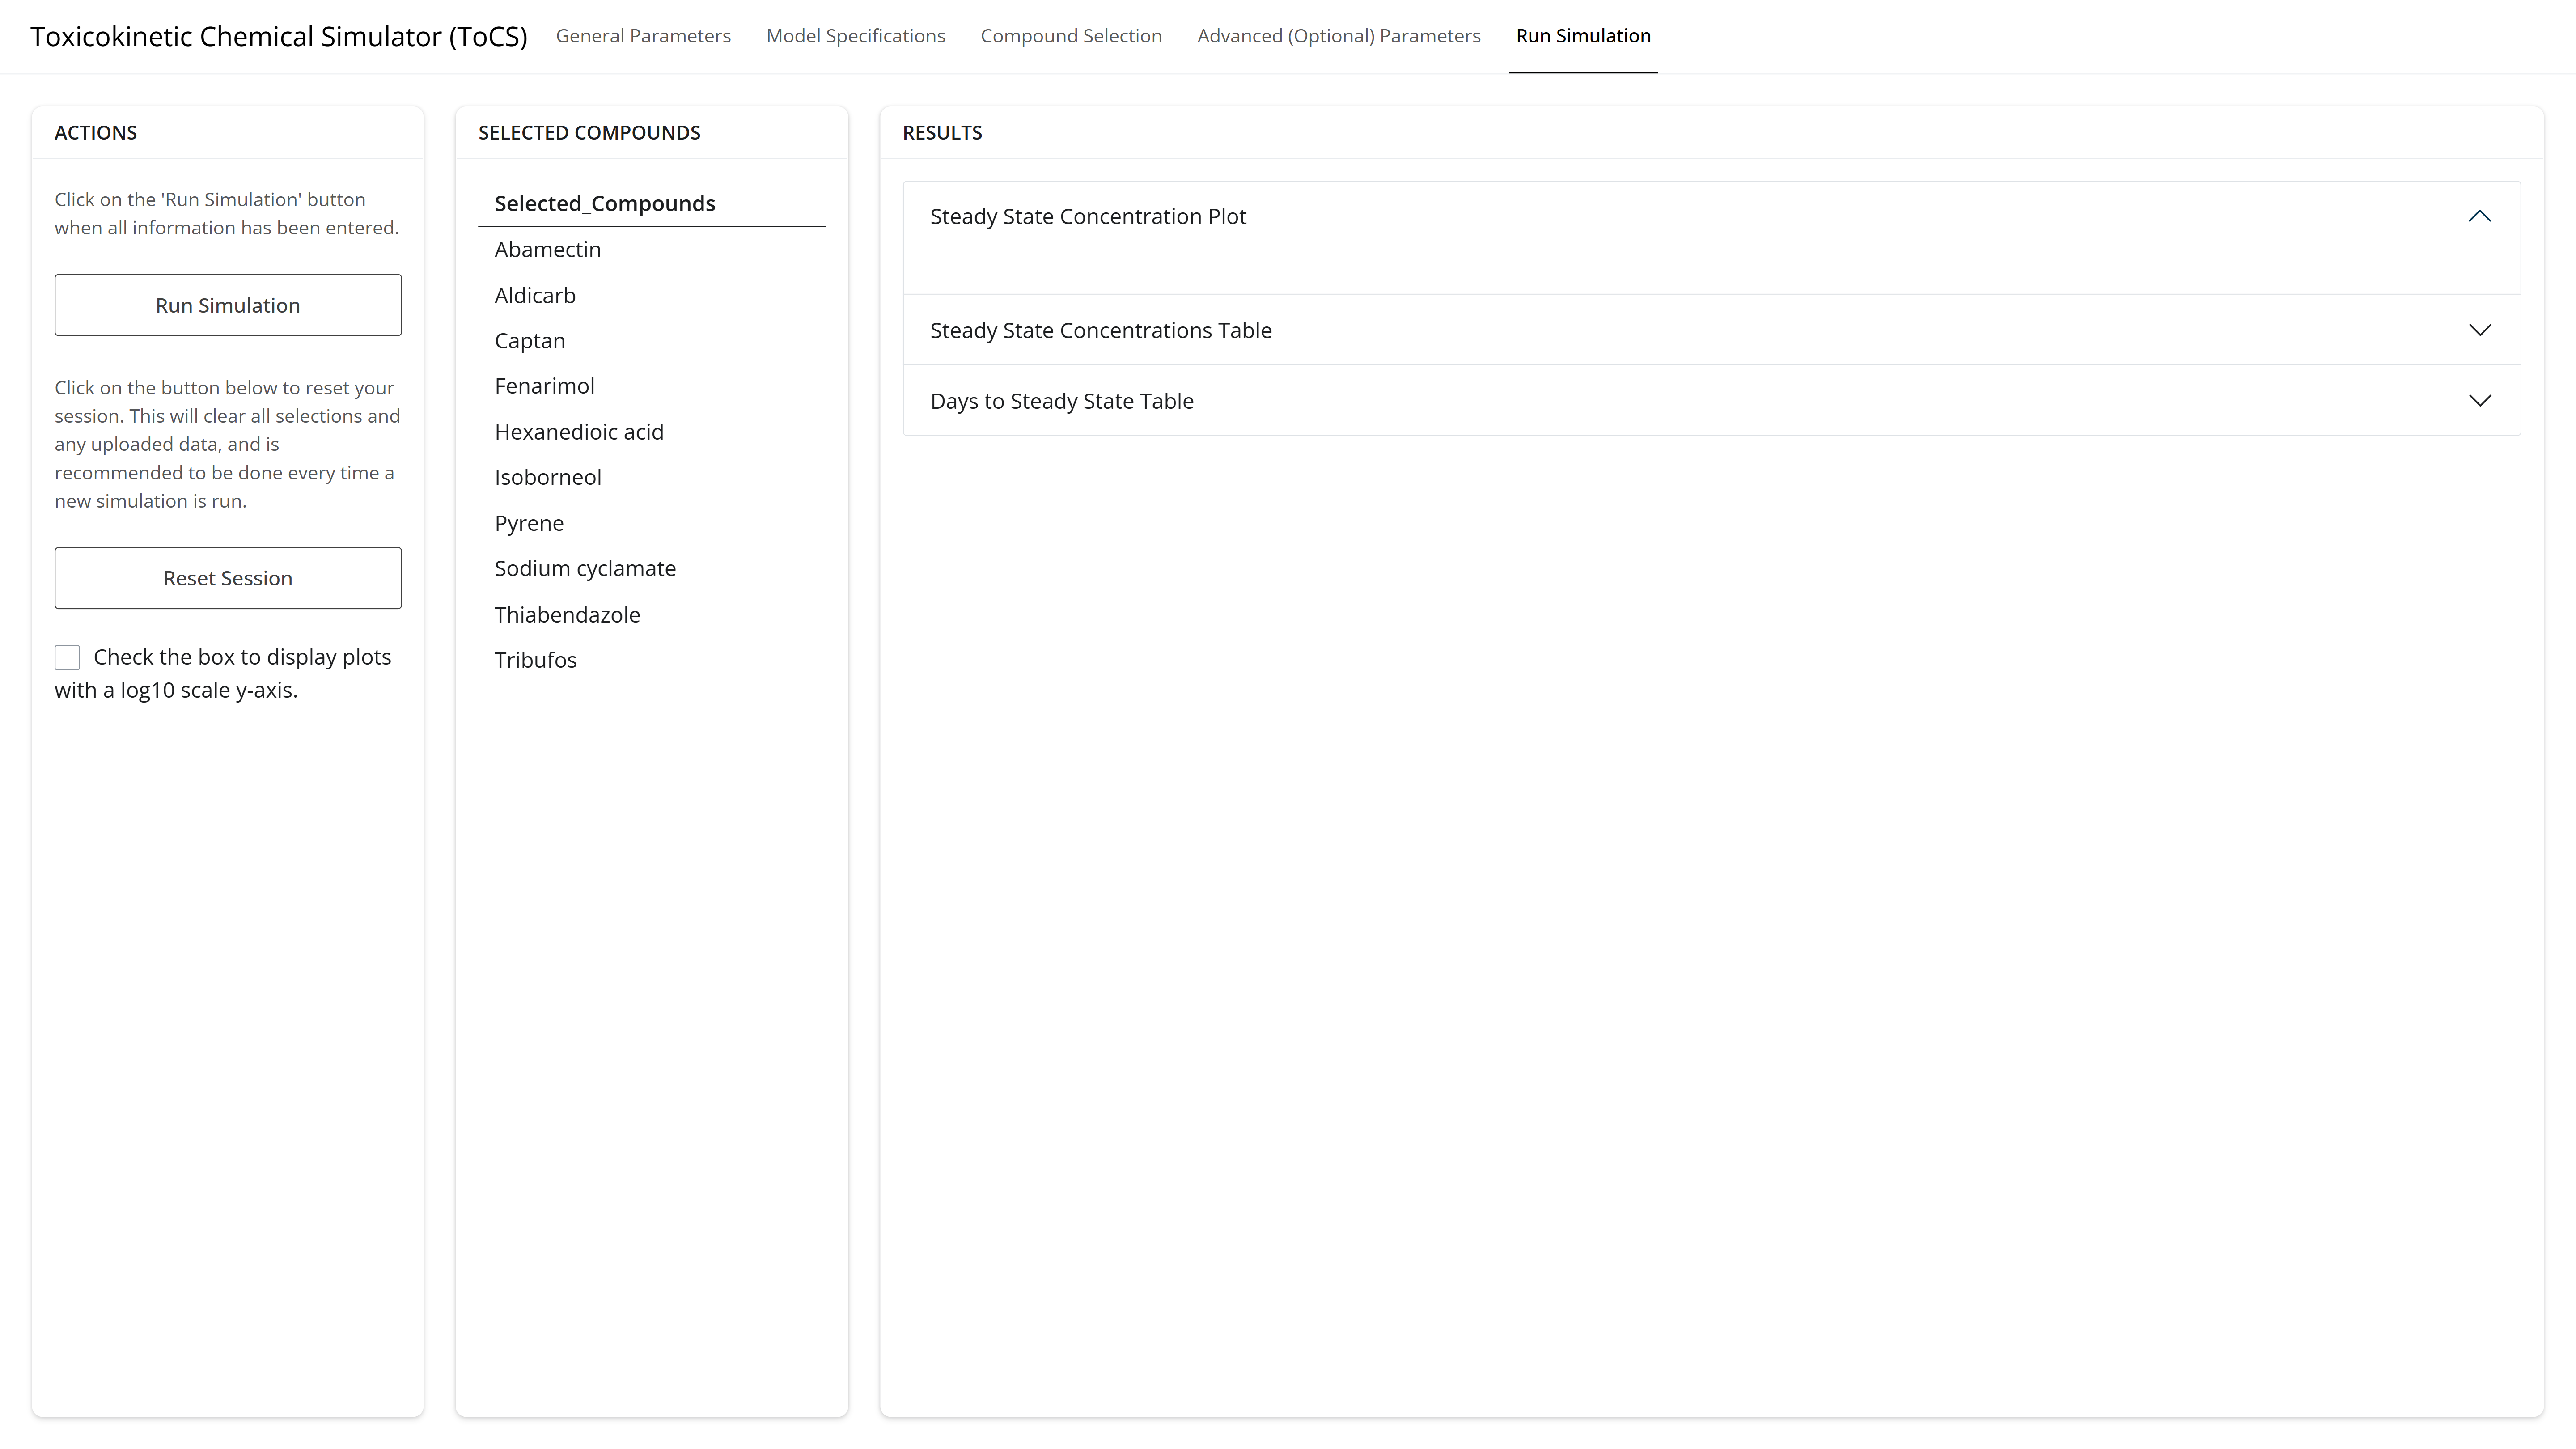 Toxicokinetic Chemical Simulator (ToCS)
General Parameters
Model Specifications
Compound Selection
Advanced (Optional) Parameters
Run Simulation
ACTIONS
Click on the 'Run Simulation' button
when all information has been entered.
Run Simulation
Click on the button below to reset your
session. This will clear all selections and
any uploaded data, and is
recommended to be done every time a
new simulation is run.
Reset Session
Check the box to display plots
with a log10 scale y-axis.
SELECTED COMPOUNDS
Selected_Compounds
Abamectin
Aldicarb
Captan
Fenarimol
Hexanedioic acid
Isoborneol
Pyrene
Sodium cyclamate
Thiabendazole
Tribufos
RESULTS
Steady State Concentration Plot
Steady State Concentrations Table
Days to Steady State Table